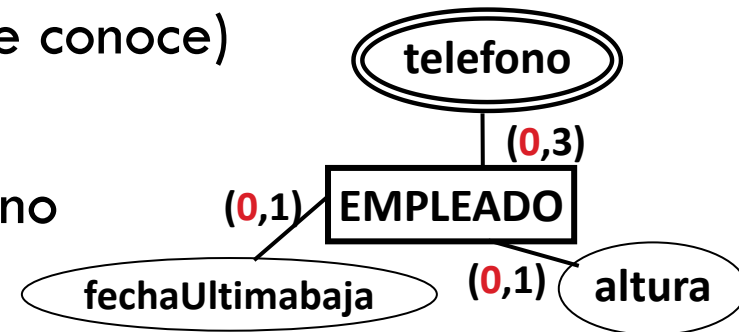 e conoce)
telefono
(0,3)
no
(0,1)
EMPLEADO
fechaUltimabaja
(0,1)
altura